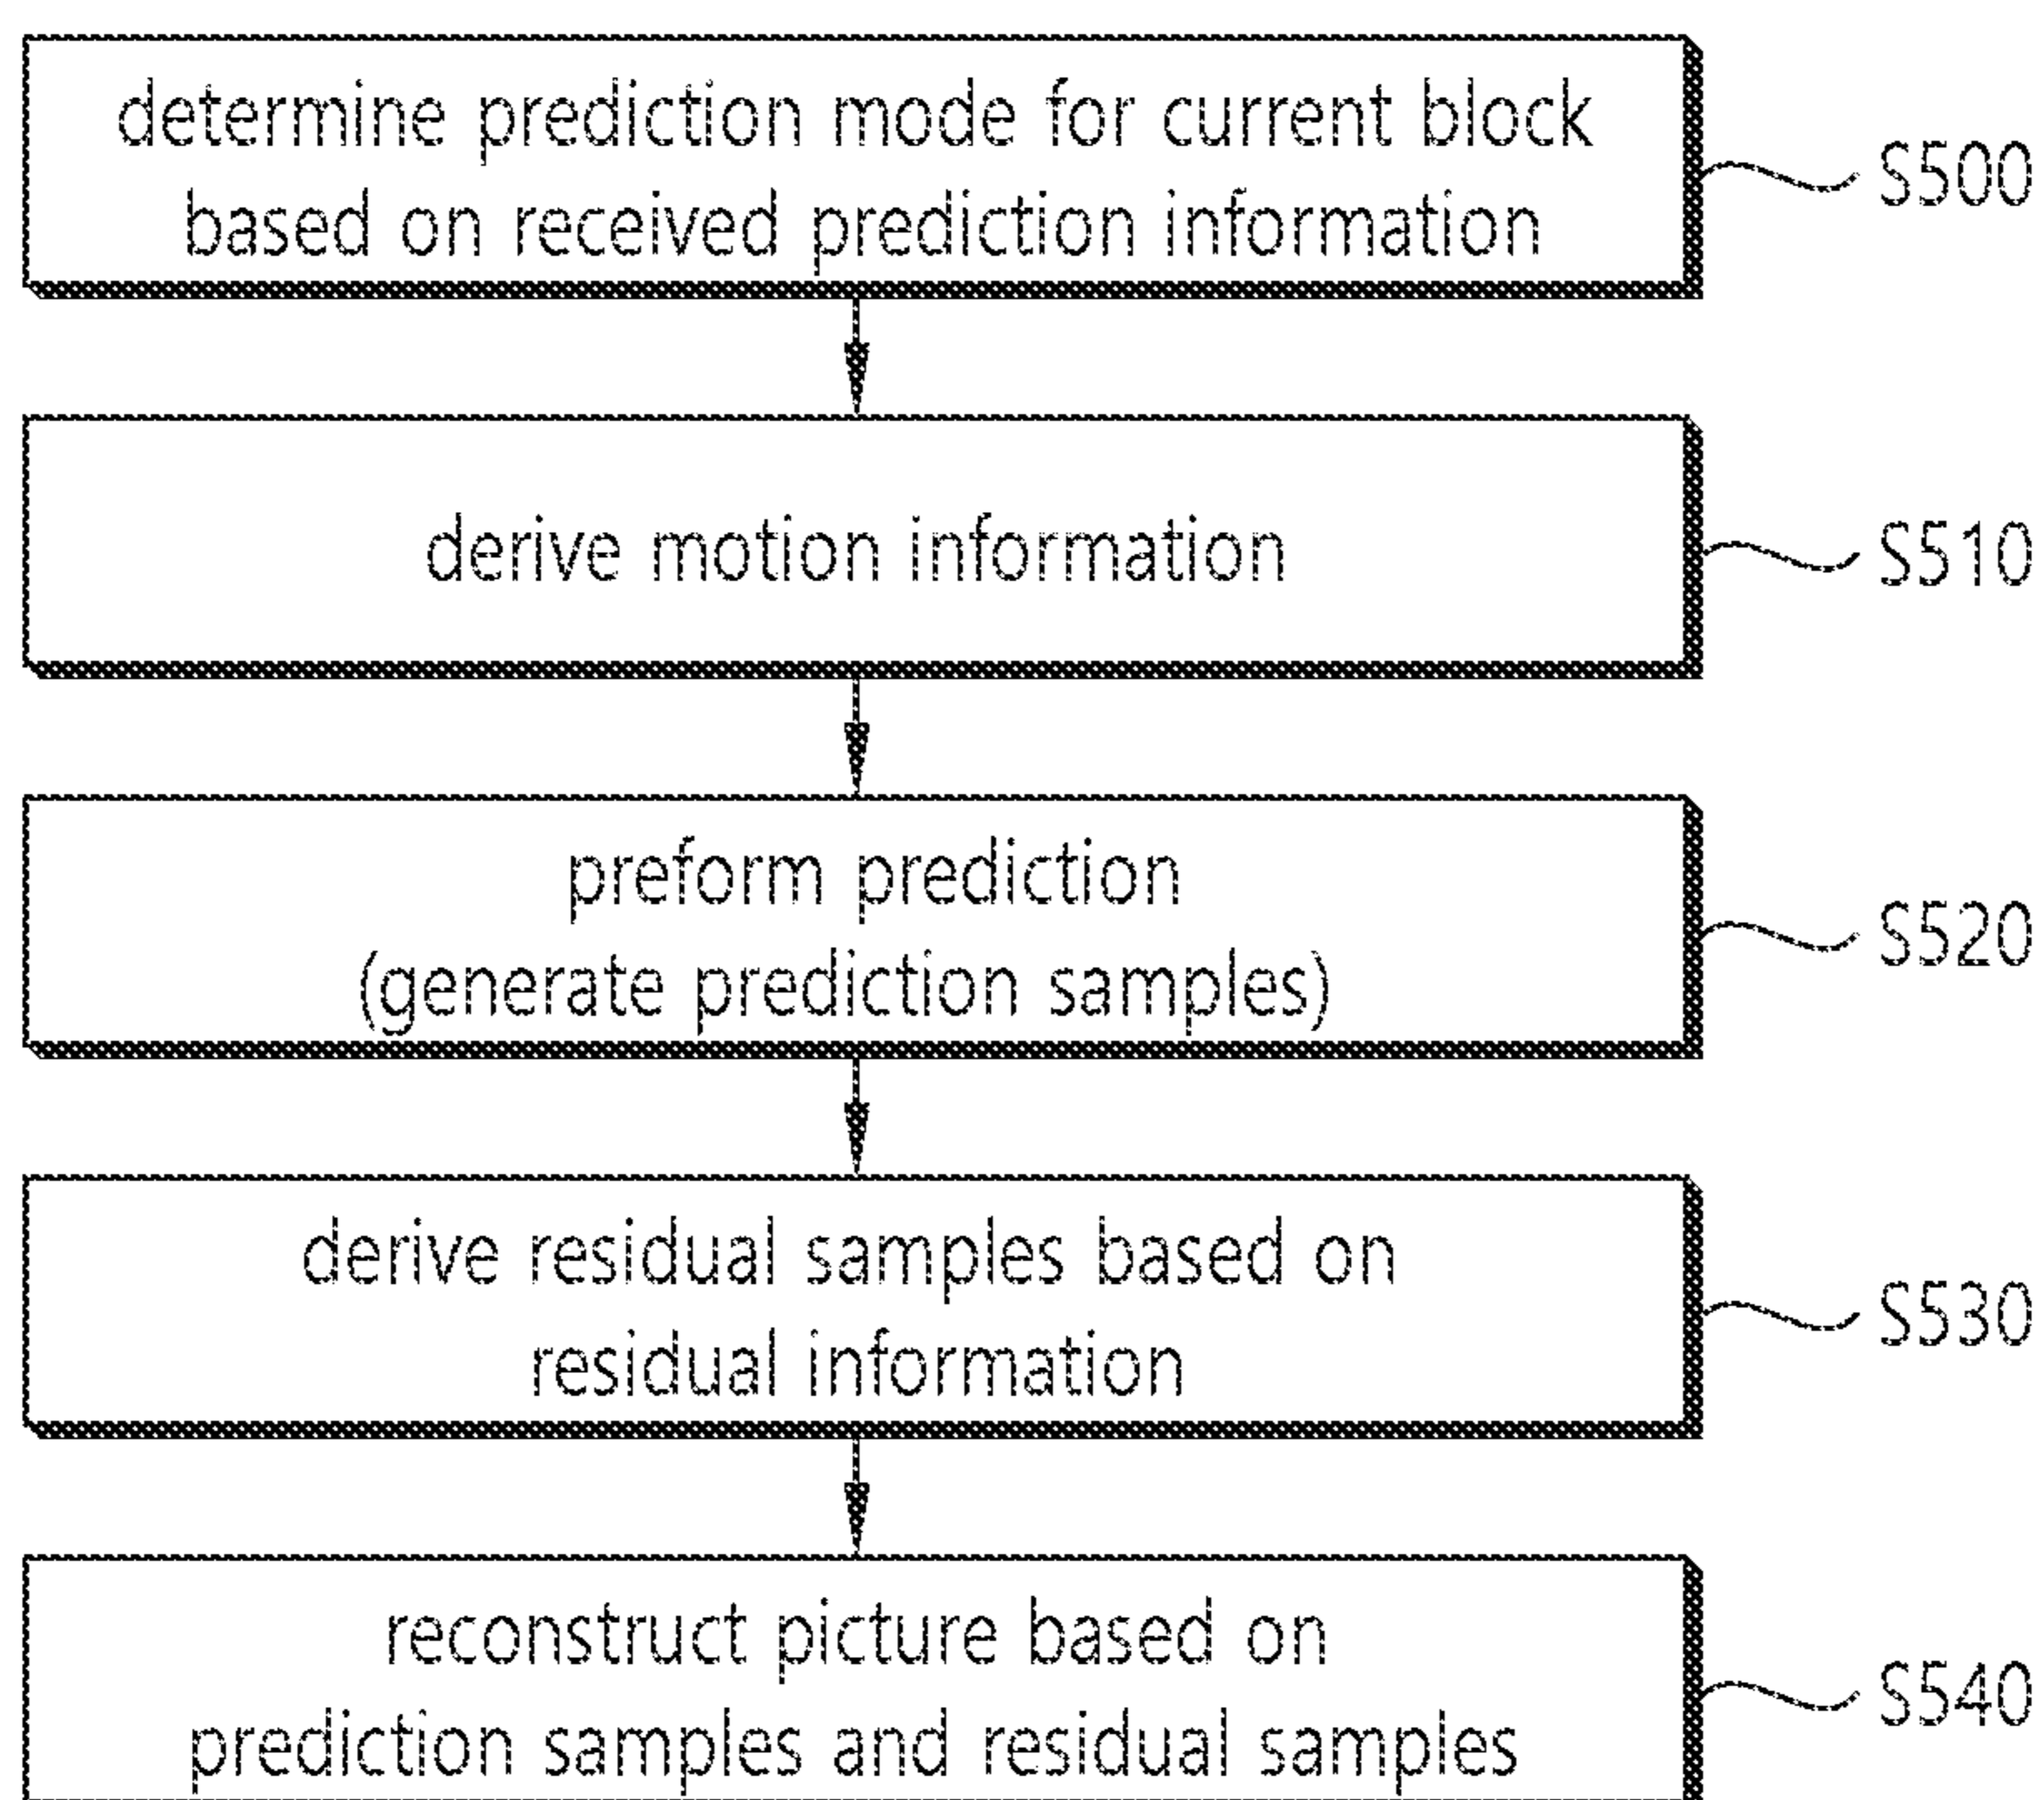 determine prediction mode for current block
based on received prediction information
S500
derive motion information
S510
preform prediction
(generate prediction samples)
S520
derive residual samples based on
residual information
S530
reconstruct picture based on
prediction samples and residual samples
S540